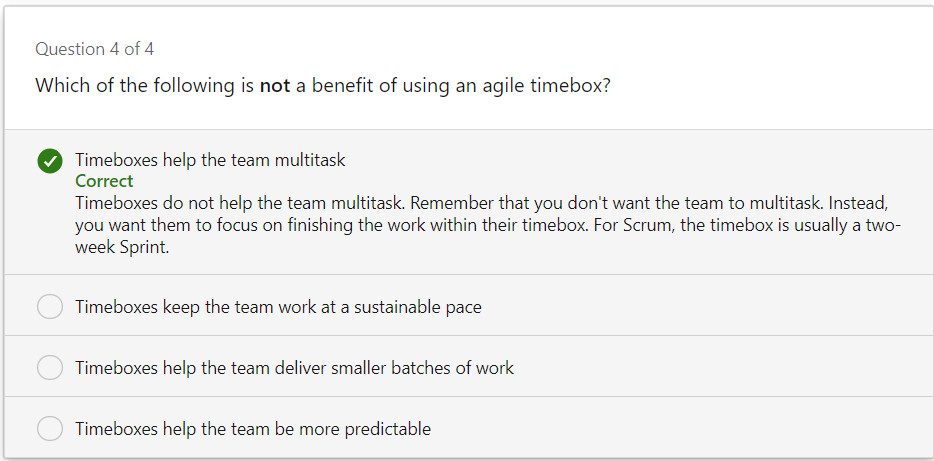 Question 4 of 4
Which of the following is not a benefit of using an agile timebox?
Timeboxes help the team multitask
Correct
Timeboxes do not help the team multitask. Remember that you don't want the team to multitask. Instead,
you want them to focus on finishing the work within their timebox. For Scrum, the timebox is usually a two-
week Sprint.
Timeboxes keep the team work at a sustainable pace
Timeboxes help the team deliver smaller batches of work
Timeboxes help the team be more predictable